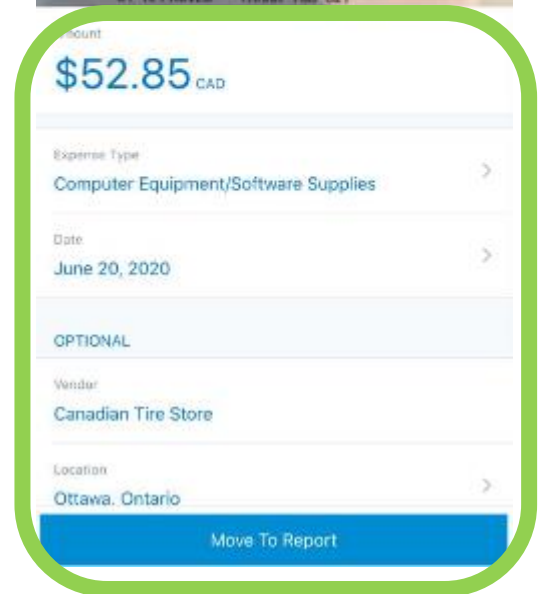 Amount
$52.85 CAD
Expense Type
Computer Equipment/Software Supplies
Date
June 20, 2020
OPTIONAL
Vendor
Canadian Tire Store
Location
Ottawa, Ontario
Move To Report